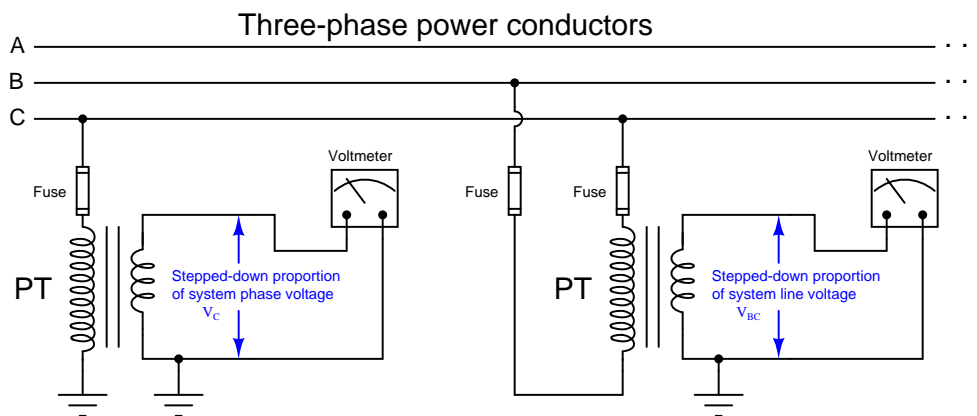 Three-phase power conductors
A
B
C
Fuse
Voltmeter
PT
Stepped-down proportion
of system phase voltage
VC
Fuse
Fuse
Voltmeter
PT
Stepped-down proportion
of system line voltage
VBC